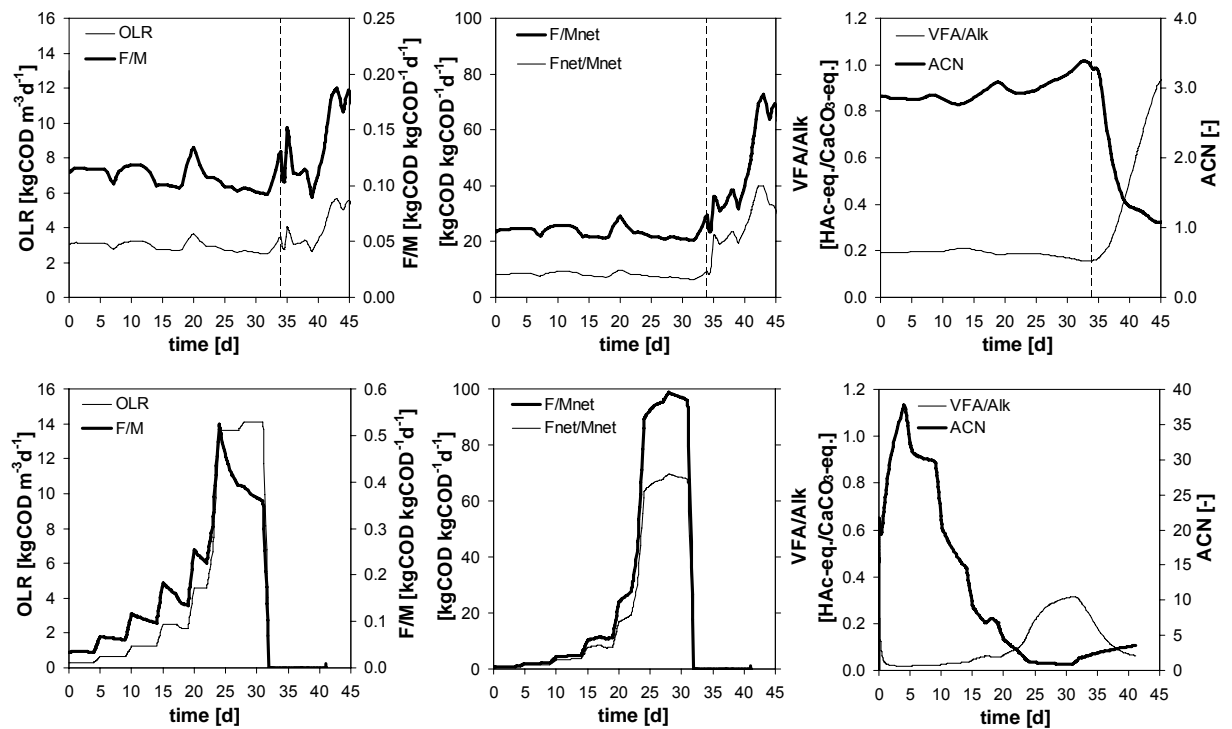 OLR
F/M
16
14
12
10
8
6
4
2
0
OLR [kgCOD m⁻³d⁻¹]
0.25
0.20
0.15
0.10
0.05
0.00
F/M [kgCOD kgCOD⁻¹d⁻¹]
0 5 10 15 20 25 30 35 40 45
time [d]
F/Mnet
Fnet/Mnet
100
80
60
40
20
0
[kgCOD kgCOD⁻¹d⁻¹]
0 5 10 15 20 25 30 35 40 45
time [d]
VFA/Alk
ACN
1.2
1.0
0.8
0.6
0.4
0.2
0.0
VFA/Alk
[HAc-eq./CaCO₃-eq.]
4.0
3.0
2.0
1.0
0.0
ACN [-]
0 5 10 15 20 25 30 35 40 45
time [d]
OLR
F/M
16
14
12
10
8
6
4
2
0
OLR [kgCOD m⁻³d⁻¹]
0.6
0.5
0.4
0.3
0.2
0.1
0.0
F/M [kgCOD kgCOD⁻¹d⁻¹]
0 5 10 15 20 25 30 35 40 45
time [d]
F/Mnet
Fnet/Mnet
100
80
60
40
20
0
[kgCOD kgCOD⁻¹d⁻¹]
0 5 10 15 20 25 30 35 40 45
time [d]
VFA/Alk
ACN
1.2
1.0
0.8
0.6
0.4
0.2
0.0
VFA/Alk
[HAc-eq./CaCO₃-eq.]
40
35
30
25
20
15
10
5
0
ACN [-]
0 5 10 15 20 25 30 35 40 45
time [d]